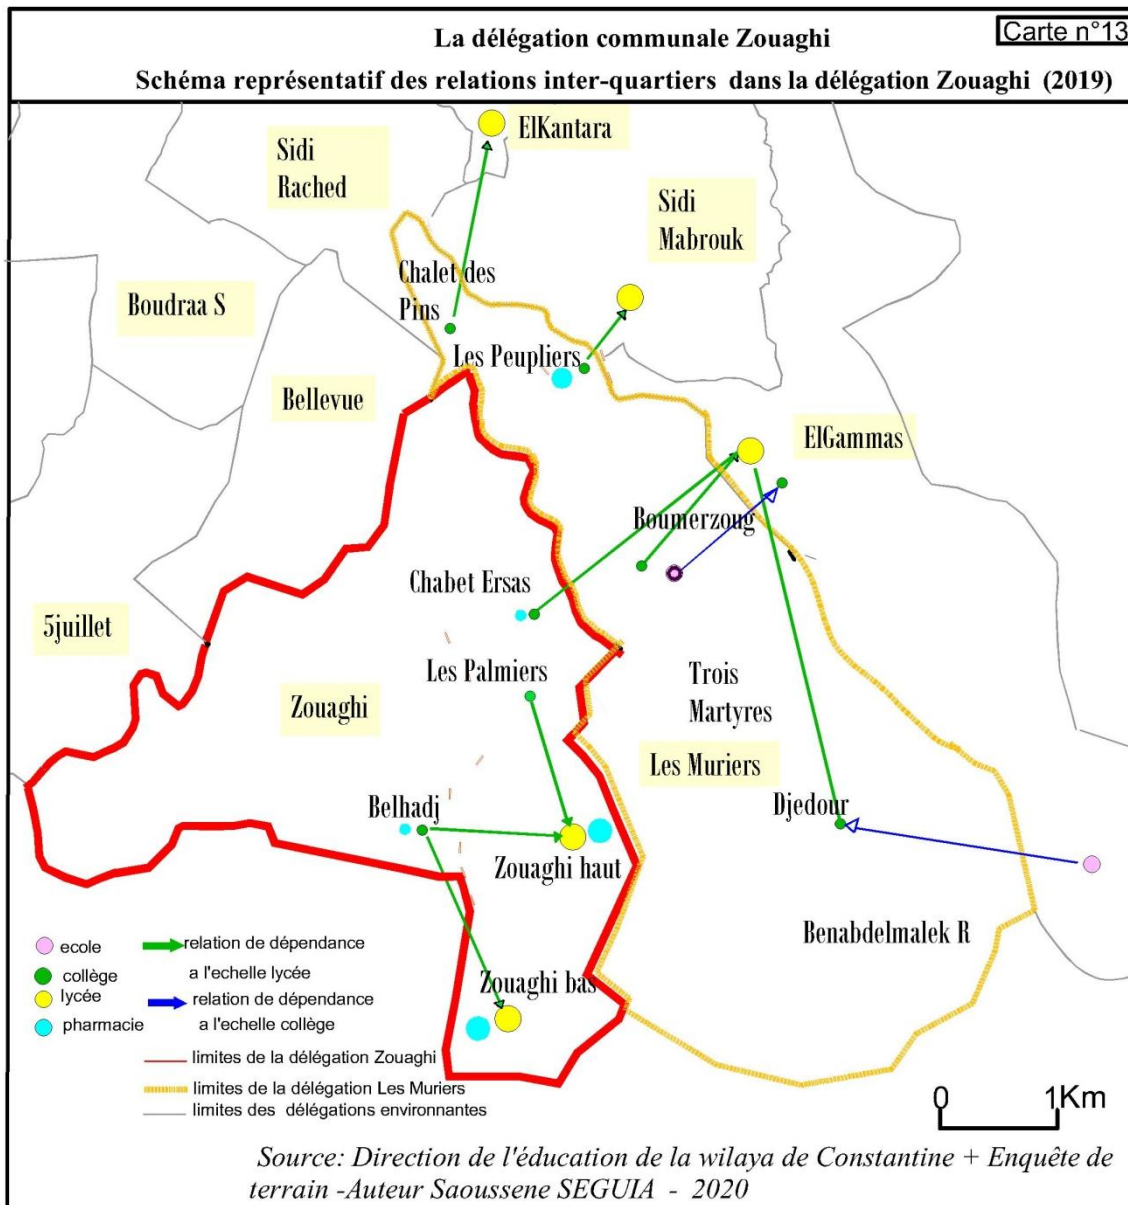 Carte n°13
La délégation communale Zouaghi
Schéma représentatif des relations inter-quartiers dans la délégation Zouaghi (2019)
ElKantara
Sidi
Rached
Sidi
Mabrouk
Chalet des
Pins
Boudraa S
Les Peupliers
Bellevue
ElGammas
Boumerzoug
Chabet Ersas
5juillet
Les Palmiers
Trois
Martyres
Zouaghi
Les Muriers
Belhadj
Djedour
Zouaghi haut
Benabdelmalek R
Zouaghi bas
ecole
relation de dépendance
collège
a l'echelle lycée
lycée
relation de dépendance
pharmacie
a l'echelle collège
limites de la délégation Zouaghi
limites de la délégation Les Muriers
limites des délégations environnantes
0 1Km
Source: Direction de l'éducation de la wilaya de Constantine + Enquête de
terrain -Auteur Saoussene SEGUIA - 2020